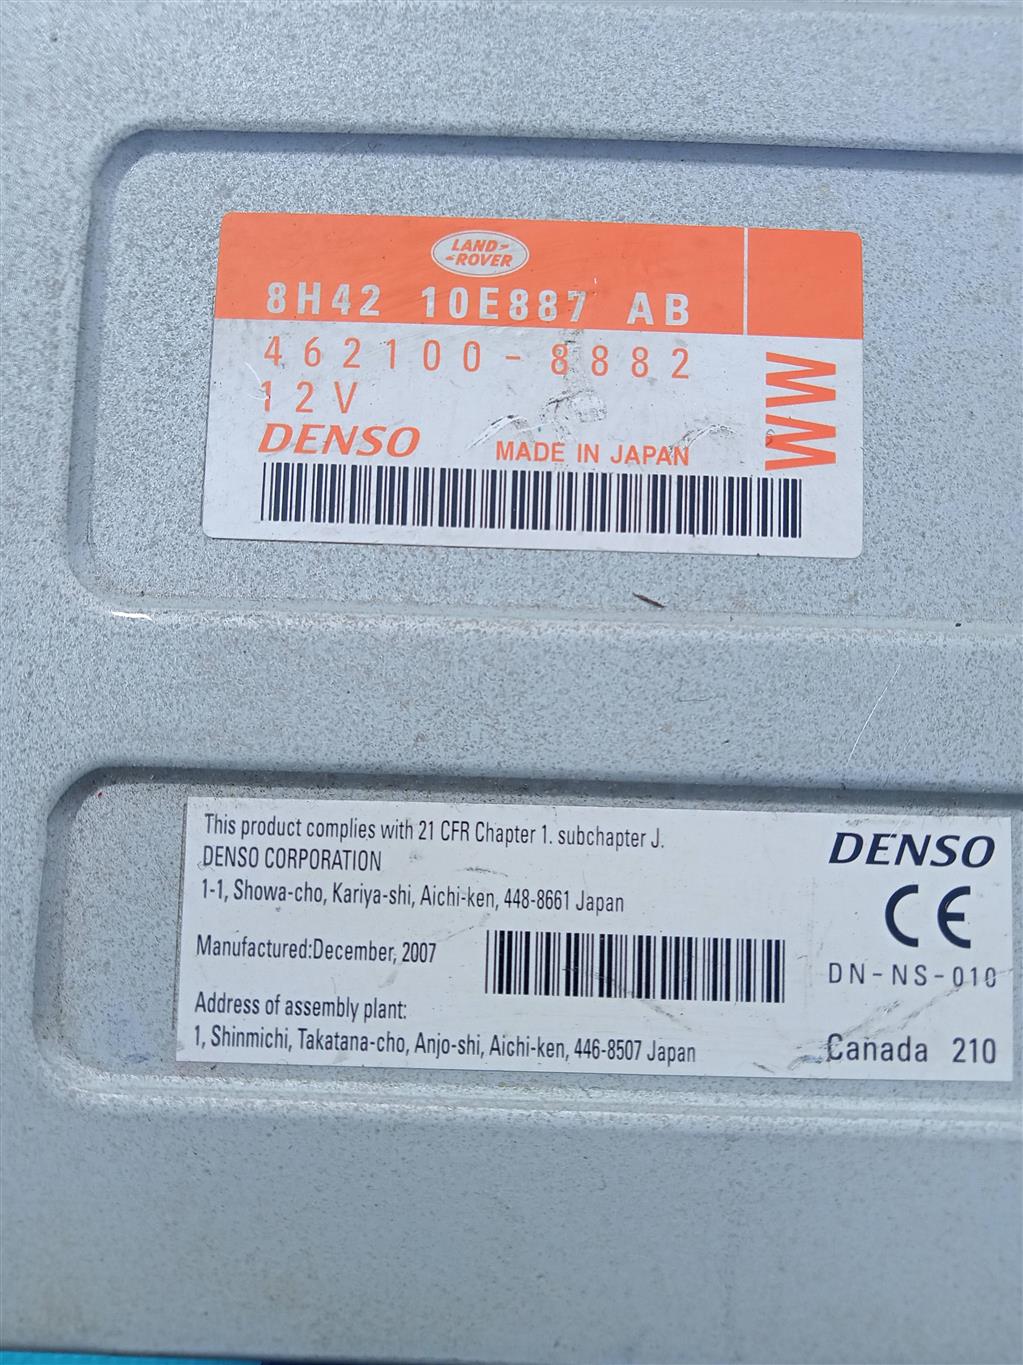 LAND-
-ROVER
8H42 10E887 AB
462100-8882
12V
DENSO MADE IN JAPAN
WW
This product complies with 21 CFR Chapter 1. subchapter J.
DENSO CORPORATION
1-1, Showa-cho, Kariya-shi, Aichi-ken, 448-8661 Japan
Manufactured:December, 2007
Address of assembly plant:
1, Shinmichi, Takatana-cho, Anjo-shi, Aichi-ken, 446-8507 Japan
DENSO
CE
DN-NS-010
Canada 210